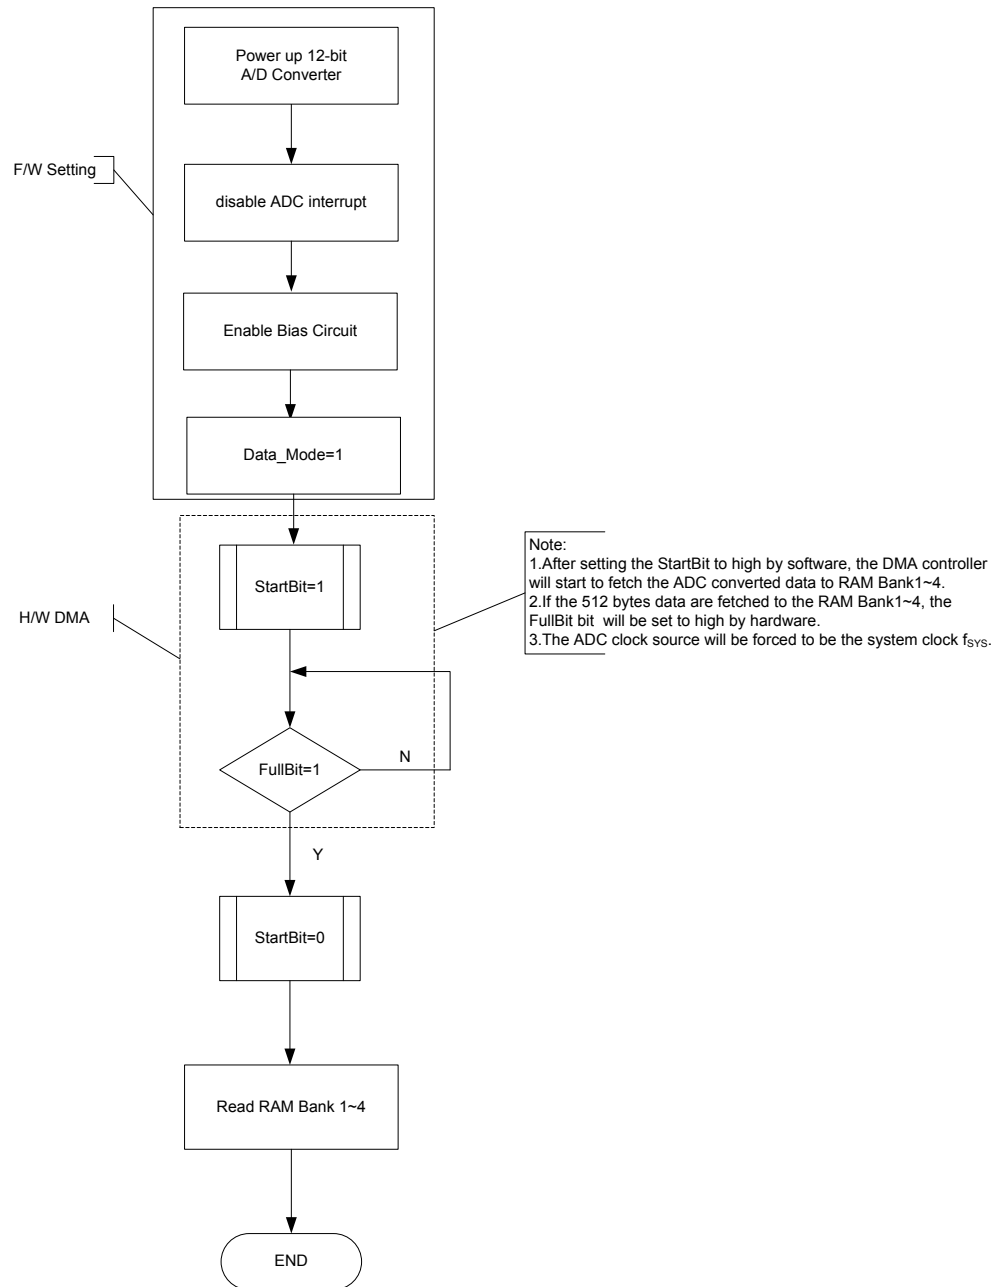 Power up 12-bit
A/D Converter
F/W Setting
disable ADC interrupt
Enable Bias Circuit
Data_Mode=1
StartBit=1
Note:
1.After setting the StartBit to high by software, the DMA controller
will start to fetch the ADC converted data to RAM Bank1~4.
2.If the 512 bytes data are fetched to the RAM Bank1~4, the
FullBit bit  will be set to high by hardware.
3.The ADC clock source will be forced to be the system clock fSYS.
H/W DMA
FullBit=1
N
Y
StartBit=0
Read RAM Bank 1~4
END